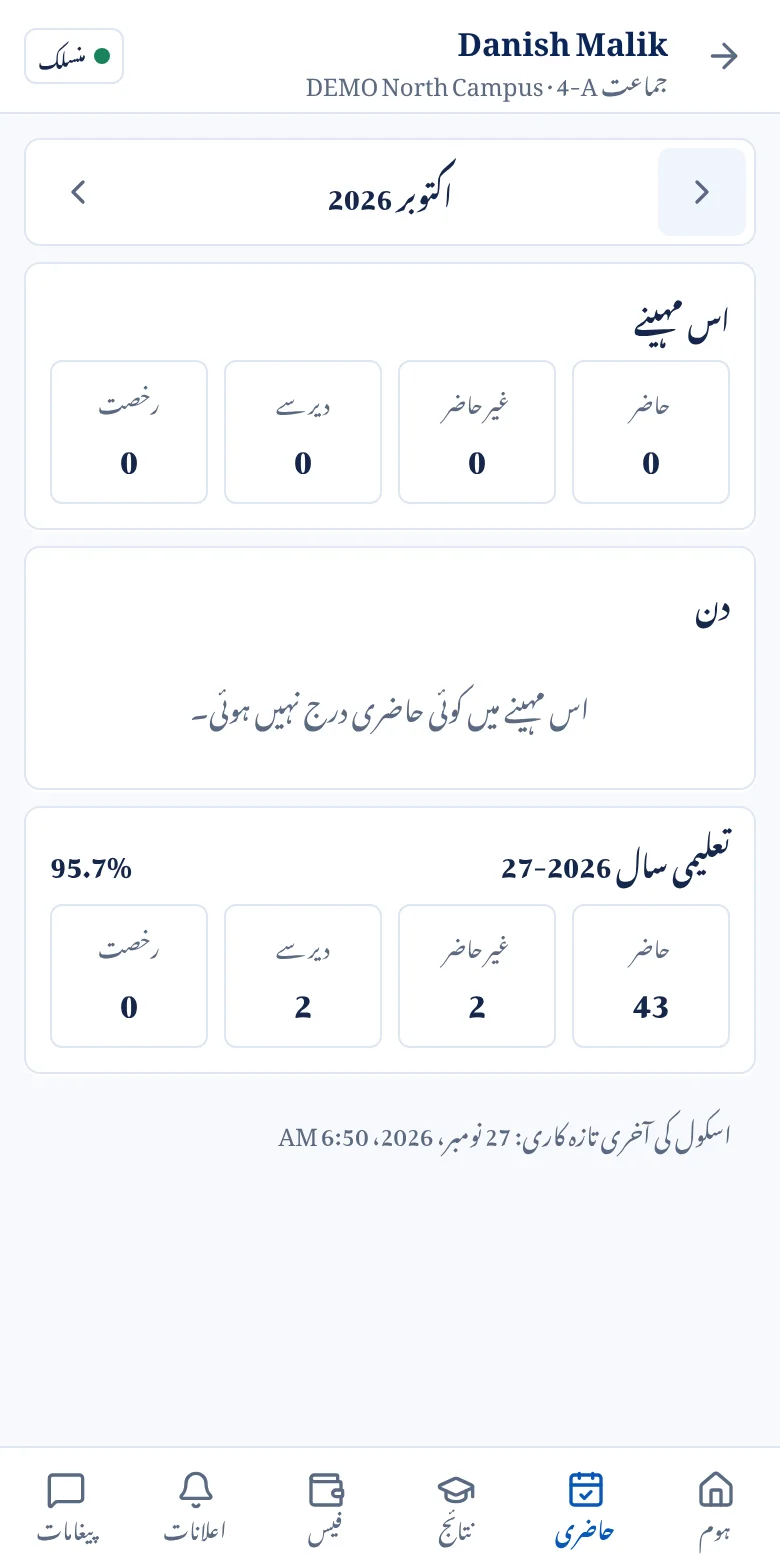 Danish Malik
جماعت 4-A · DEMO North Campus
منسلک
اکتوبر 2026
اس مہینے
حاضر
غیر حاضر
دیر سے
رخصت
0
0
0
0
دن
اس مہینے میں کوئی حاضری درج نہیں ہوئی۔
تعلیمی سال 2026-27
95.7%
حاضر
غیر حاضر
دیر سے
رخصت
43
2
2
0
اسکول کی آخری تازہ کاری: 27 نومبر، 2026، 6:50 AM
ہوم
حاضری
نتائج
فیس
اعلانات
پیغامات